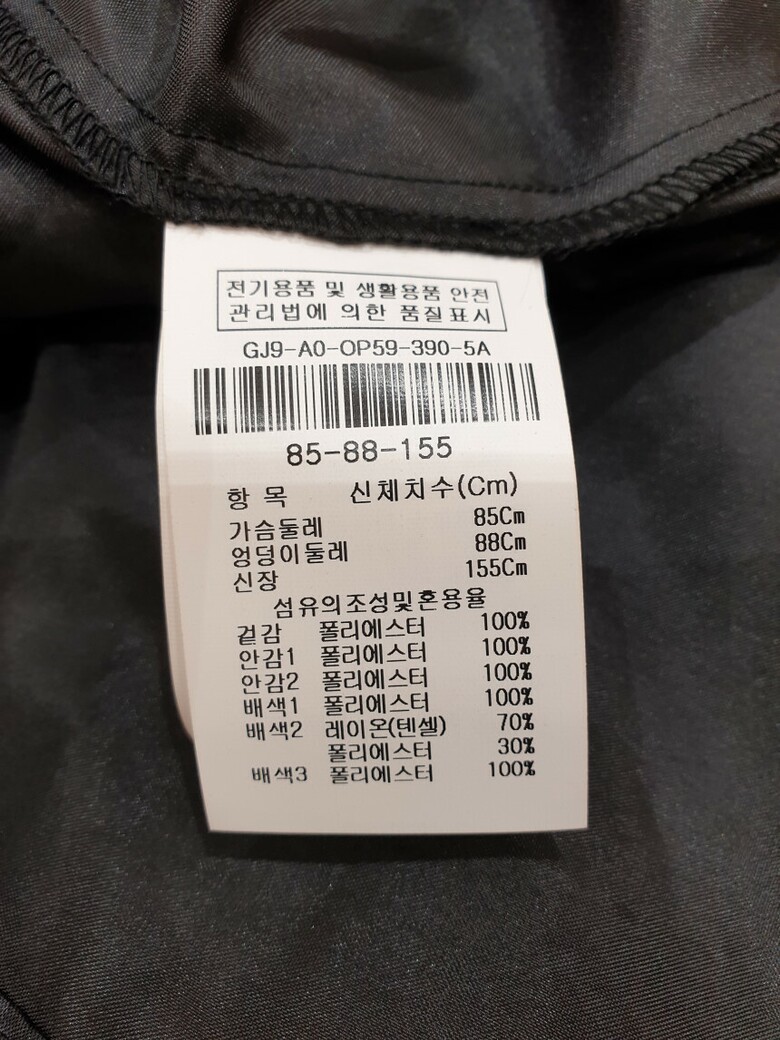 전기용품 및 생활용품 안전
관리법에 의한 품질표시
GJ9-A0-OP59-390-5A
85-88-155
항 목 신체치수(Cm)
가슴둘레 85Cm
엉덩이둘레 88Cm
신장 155Cm
섬유의조성및혼용율
겉감 폴리에스터 100%
안감1 폴리에스터 100%
안감2 폴리에스터 100%
배색1 폴리에스터 100%
배색2 레이온(텐셀) 70%
폴리에스터 30%
배색3 폴리에스터 100%